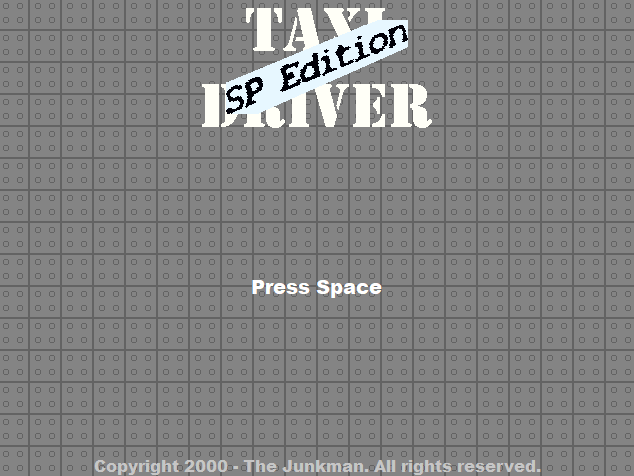 TAXI
SP Edition
DRIVER
Press Space
Copyright 2000 - The Junkman. All rights reserved.